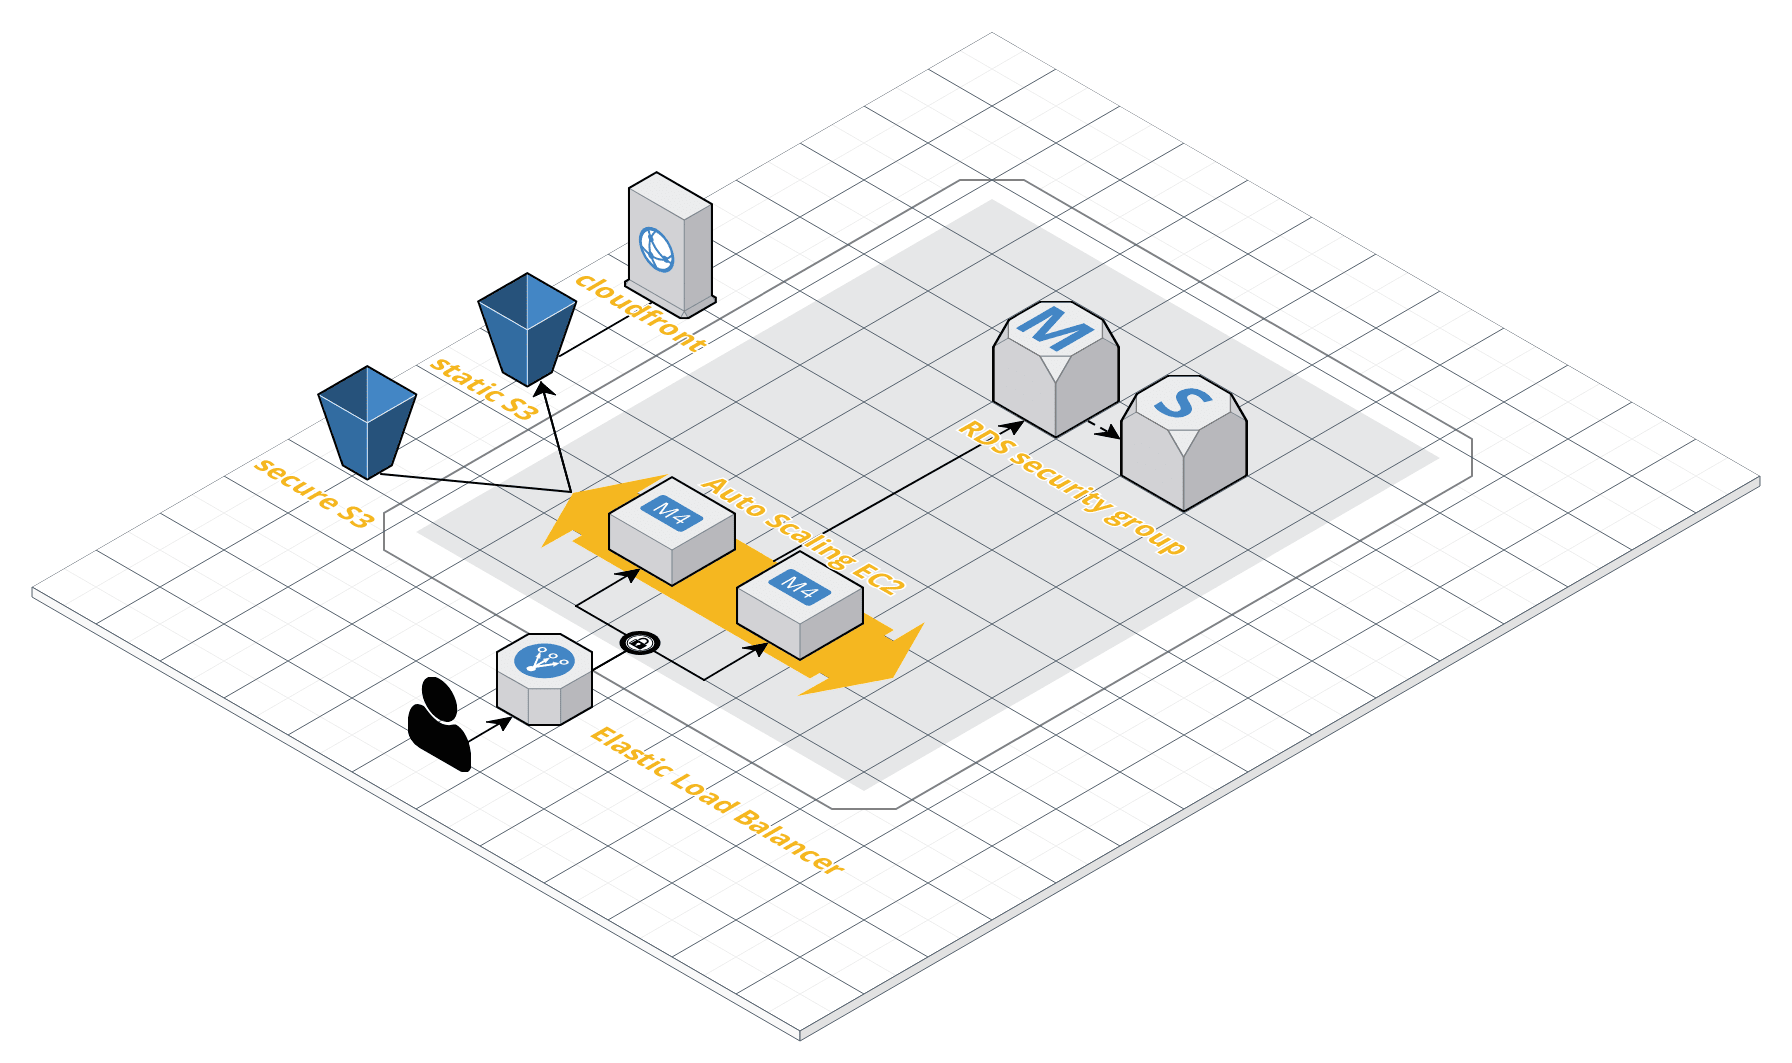 cloudfront
static S3
secure S3
M
S
RDS security group
Auto Scaling EC2
M4
M4
Elastic Load Balancer